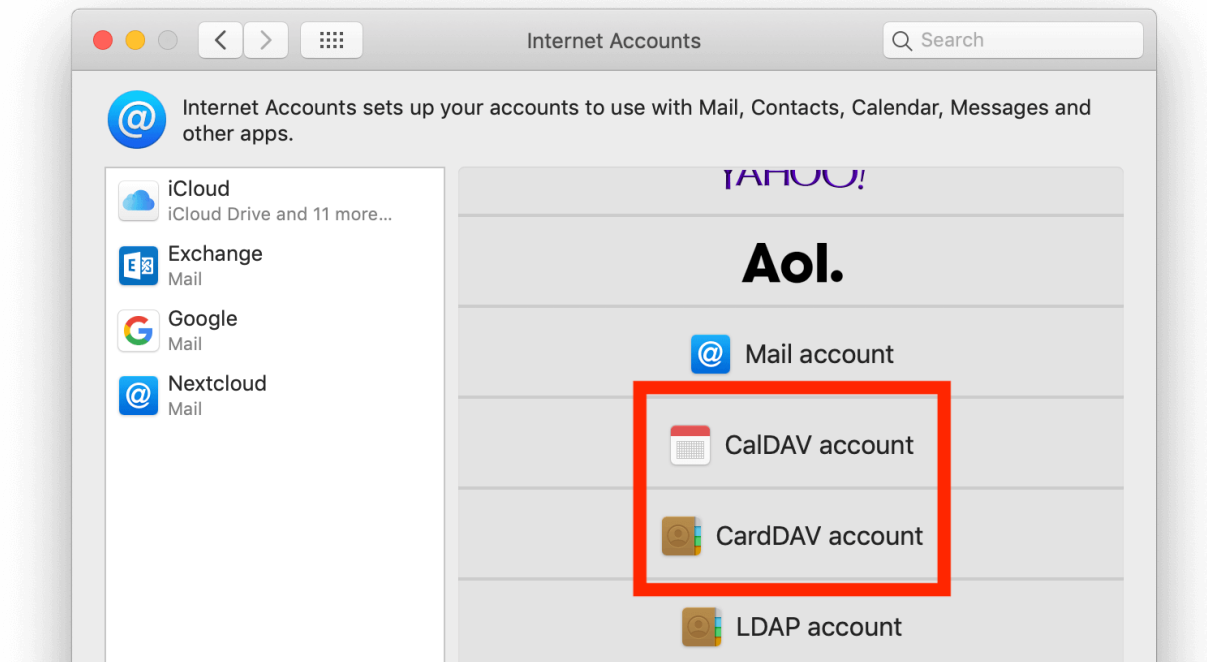 Internet Accounts
Search
Internet Accounts sets up your accounts to use with Mail, Contacts, Calendar, Messages and
other apps.
iCloud
iCloud Drive and 11 more...
Exchange
Mail
Google
Mail
Nextcloud
Mail
YAHOO!
Aol.
Mail account
CalDAV account
CardDAV account
LDAP account